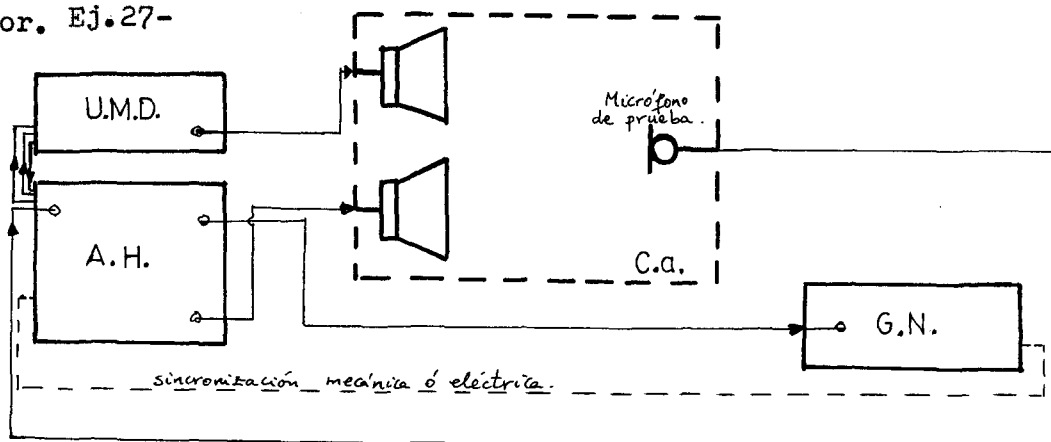 or. Ej.27-
U.M.D.
Micrófono
de prueba.
A.H.
C.a.
G.N.
sincronización mecánica ó eléctrica.